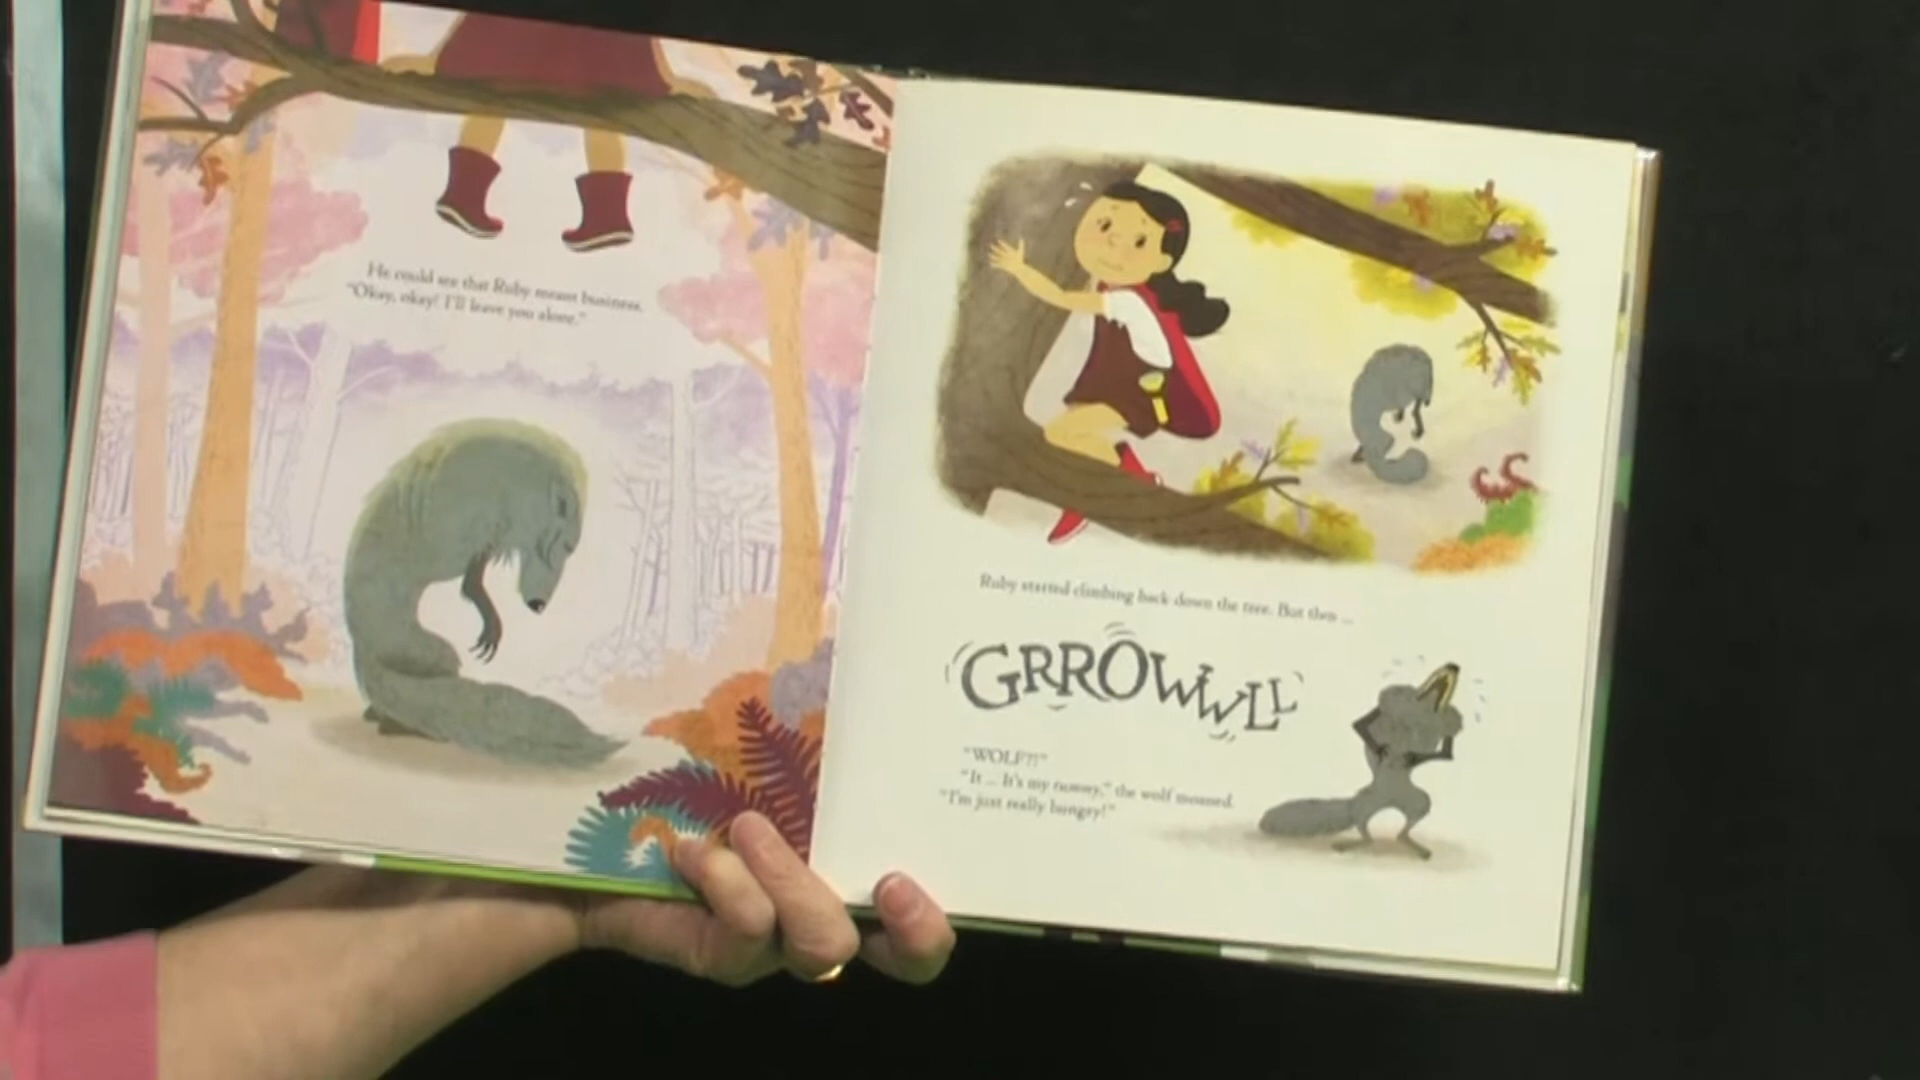 He could see that Ruby meant business.
"Okay, okay! I'll leave you alone."
Ruby started climbing back down the tree. But then ...
GRROWWLL
"WOLF?!"
"It ... It's my tummy," the wolf moaned.
"I'm just really hungry!"